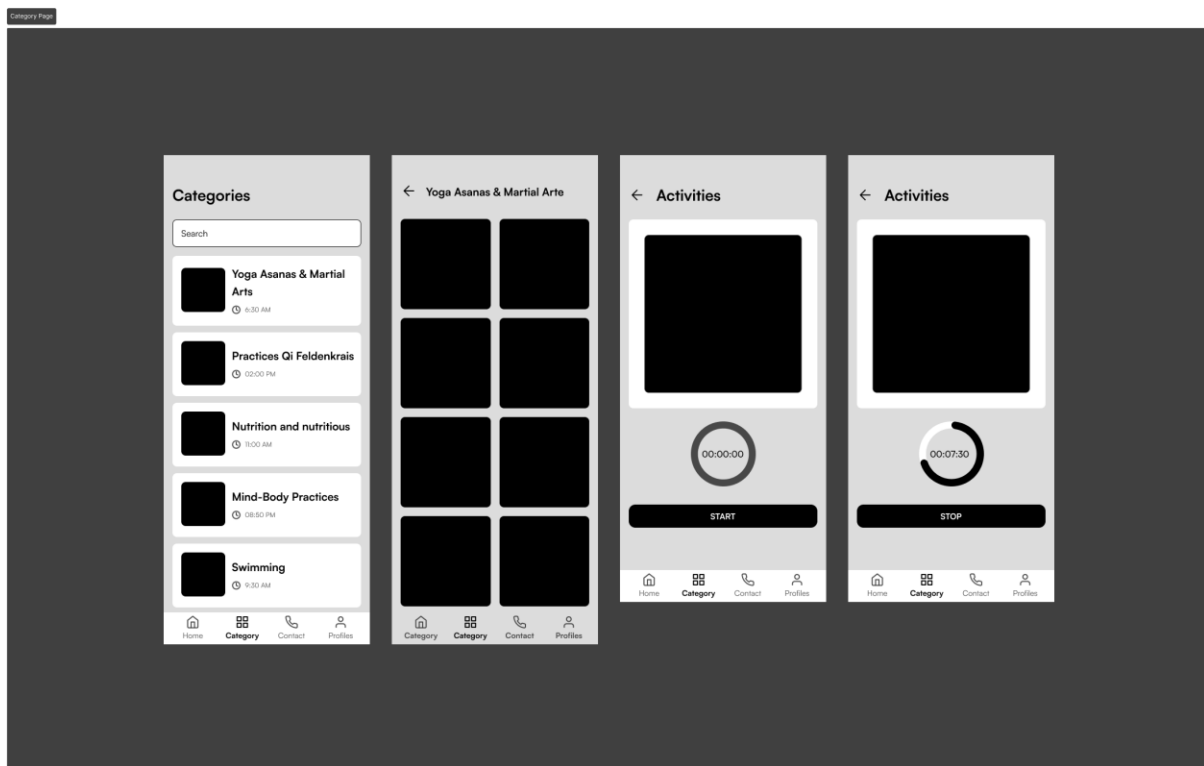 Category Page
Categories
Search
Yoga Asanas & Martial
Arts
6:30 AM
Practices Qi Feldenkrais
02:00 PM
Nutrition and nutritious
11:00 AM
Mind-Body Practices
08:50 PM
Swimming
9:30 AM
Home Category Contact Profiles
Yoga Asanas & Martial Arte
Category Category Contact Profiles
Activities
00:00:00
START
Home Category Contact Profiles
Activities
00:07:30
STOP
Home Category Contact Profiles